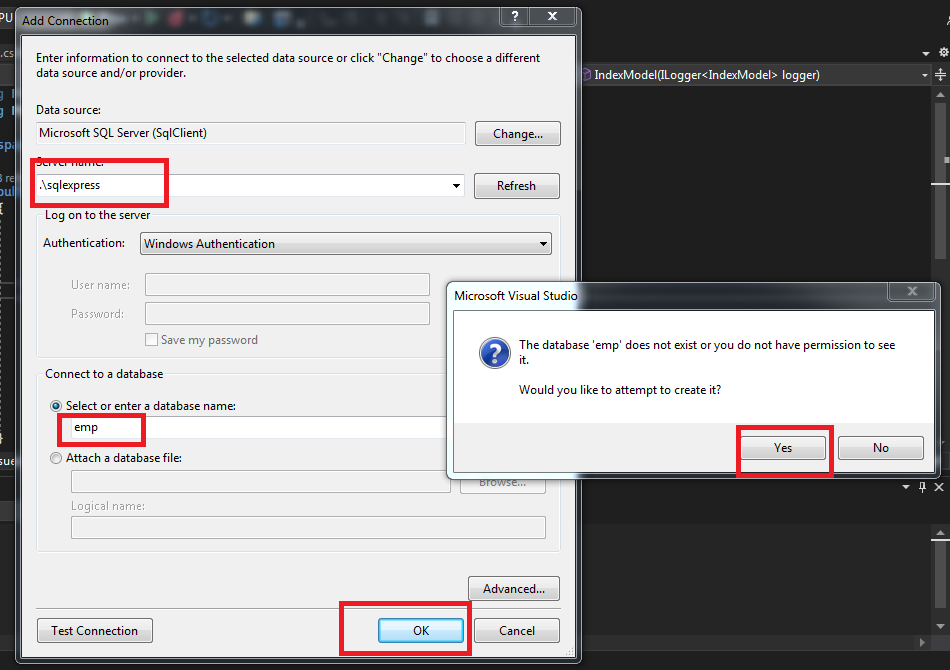 Add Connection
?
PU
.cs
Enter information to connect to the selected data source or click "Change" to choose a different
data source and/or provider.
IndexModel(ILogger<IndexModel> logger)
Data source:
Microsoft SQL Server (SqlClient)
Change...
Server name:
.\sqlexpress
Refresh
Log on to the server
Authentication:
Windows Authentication
User name:
Password:
Save my password
Microsoft Visual Studio
The database 'emp' does not exist or you do not have permission to see
it.
Would you like to attempt to create it?
Yes
No
Connect to a database
Select or enter a database name:
emp
Attach a database file:
Browse...
Logical name:
Advanced...
Test Connection
OK
Cancel